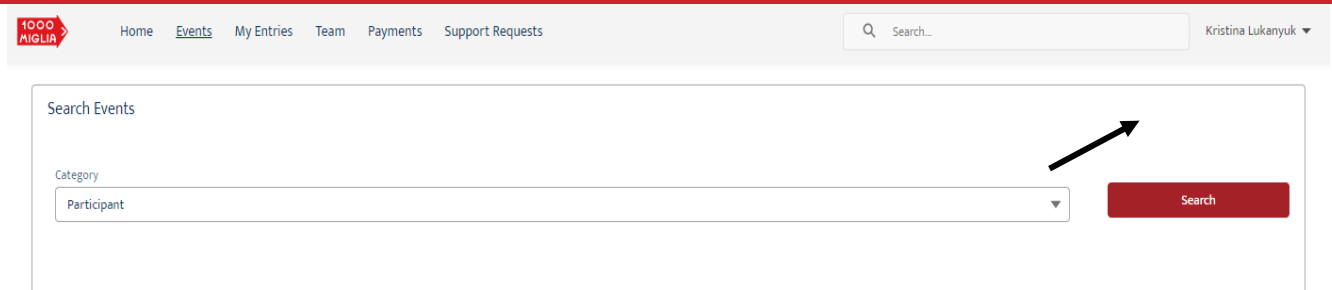 1000
MIGLIA
Home Events My Entries Team Payments Support Requests Search... Kristina Lukanyuk
Search Events
Category
Participant
Search